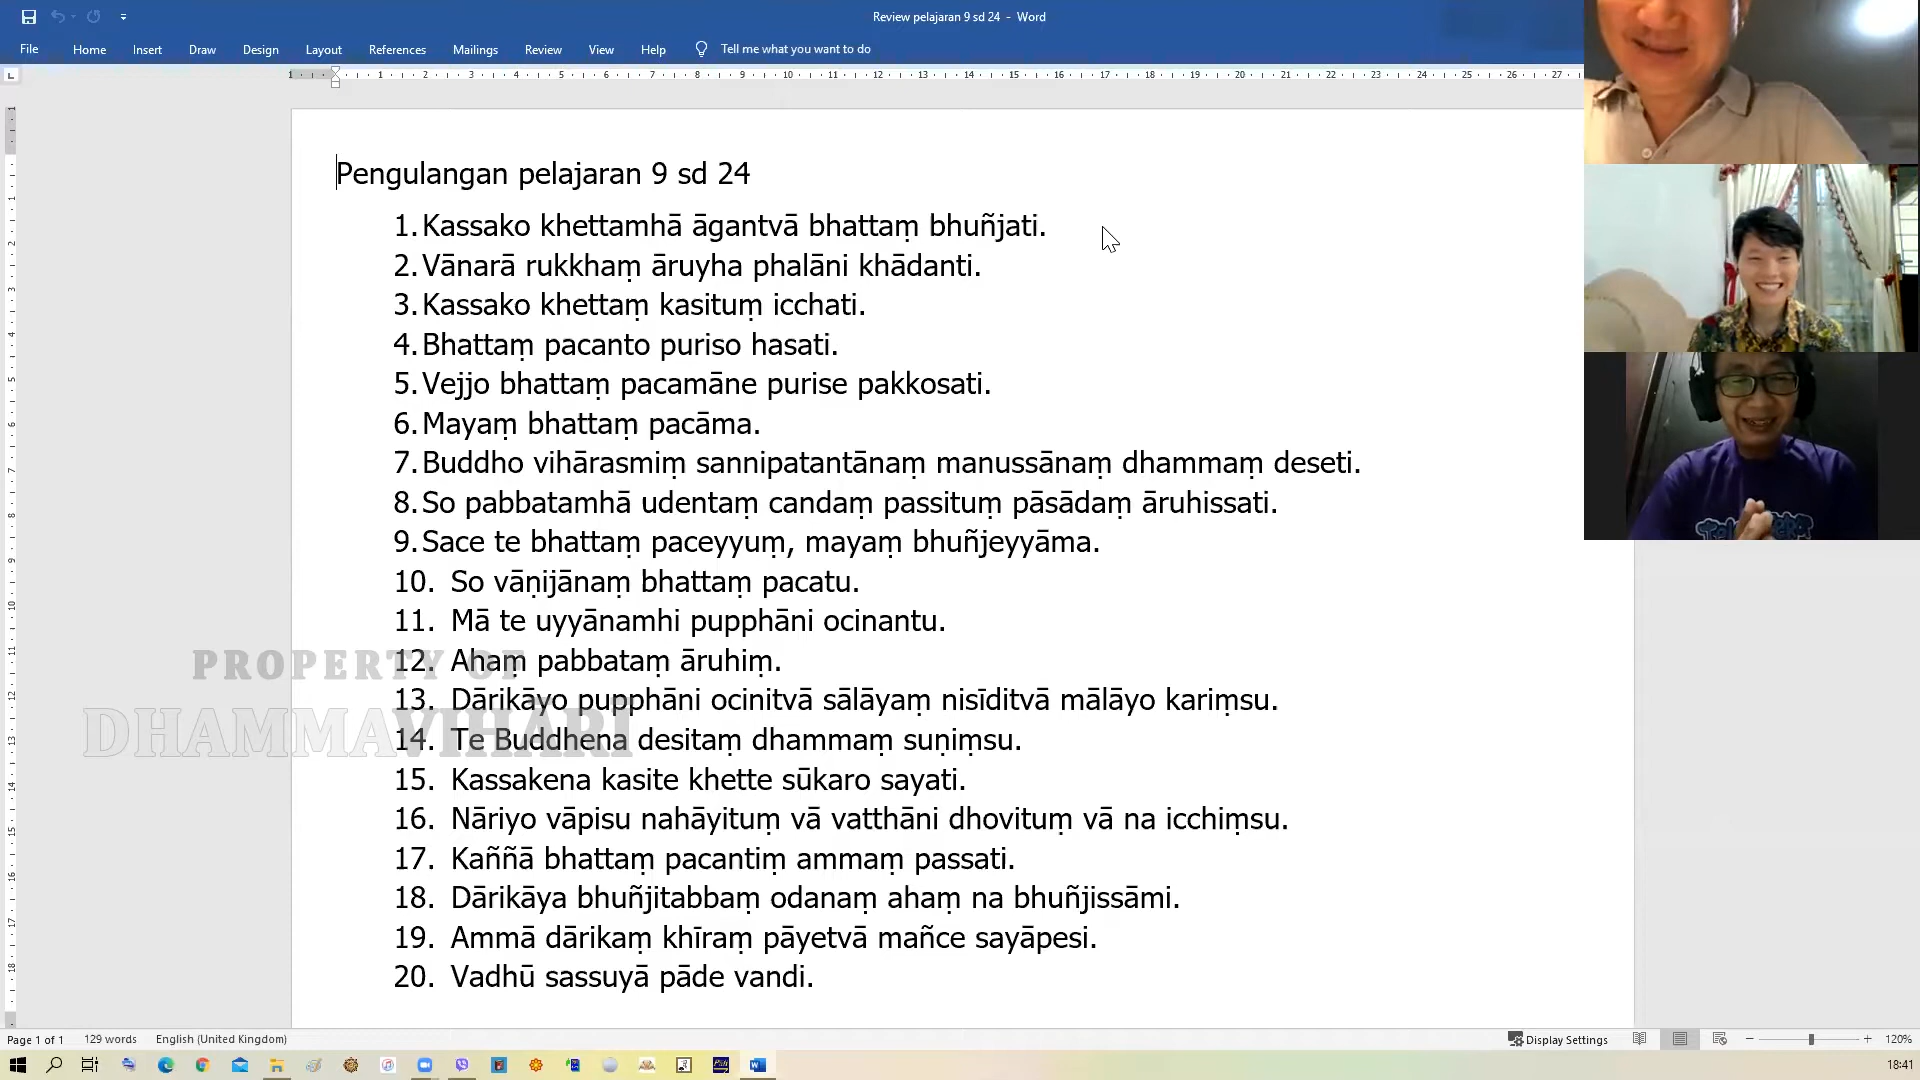 Review pelajaran 9 sd 24 - Word
File Home Insert Draw Design Layout References Mailings Review View Help Tell me what you want to do
Pengulangan pelajaran 9 sd 24
1. Kassako khettamhā āgantvā bhattaṃ bhuñjati.
2. Vānarā rukkhaṃ āruyha phalāni khādanti.
3. Kassako khettaṃ kasituṃ icchati.
4. Bhattaṃ pacanto puriso hasati.
5. Vejjo bhattaṃ pacamāne purise pakkosati.
6. Mayaṃ bhattaṃ pacāma.
7. Buddho vihārasmiṃ sannipatantānaṃ manussānaṃ dhammaṃ deseti.
8. So pabbatamhā udentaṃ candaṃ passituṃ pāsādaṃ āruhissati.
9. Sace te bhattaṃ paceyyuṃ, mayaṃ bhuñjeyyāma.
10. So vāṇijānaṃ bhattaṃ pacatu.
11. Mā te uyyānamhi pupphāni ocinantu.
12. Ahaṃ pabbataṃ āruhiṃ.
13. Dārikāyo pupphāni ocinitvā sālāyaṃ nisīditvā mālāyo kariṃsu.
14. Te Buddhena desitaṃ dhammaṃ suṇiṃsu.
15. Kassakena kasite khette sūkaro sayati.
16. Nāriyo vāpisu nahāyituṃ vā vatthāni dhovituṃ vā na icchiṃsu.
17. Kaññā bhattaṃ pacantiṃ ammaṃ passati.
18. Dārikāya bhuñjitabbaṃ odanaṃ ahaṃ na bhuñjissāmi.
19. Ammā dārikaṃ khīraṃ pāyetvā mañce sayāpesi.
20. Vadhū sassuyā pāde vandi.
PROPERTY OF
DHAMMAVIHĀRĪ
Page 1 of 1 129 words English (United Kingdom) Display Settings 120%
18:41